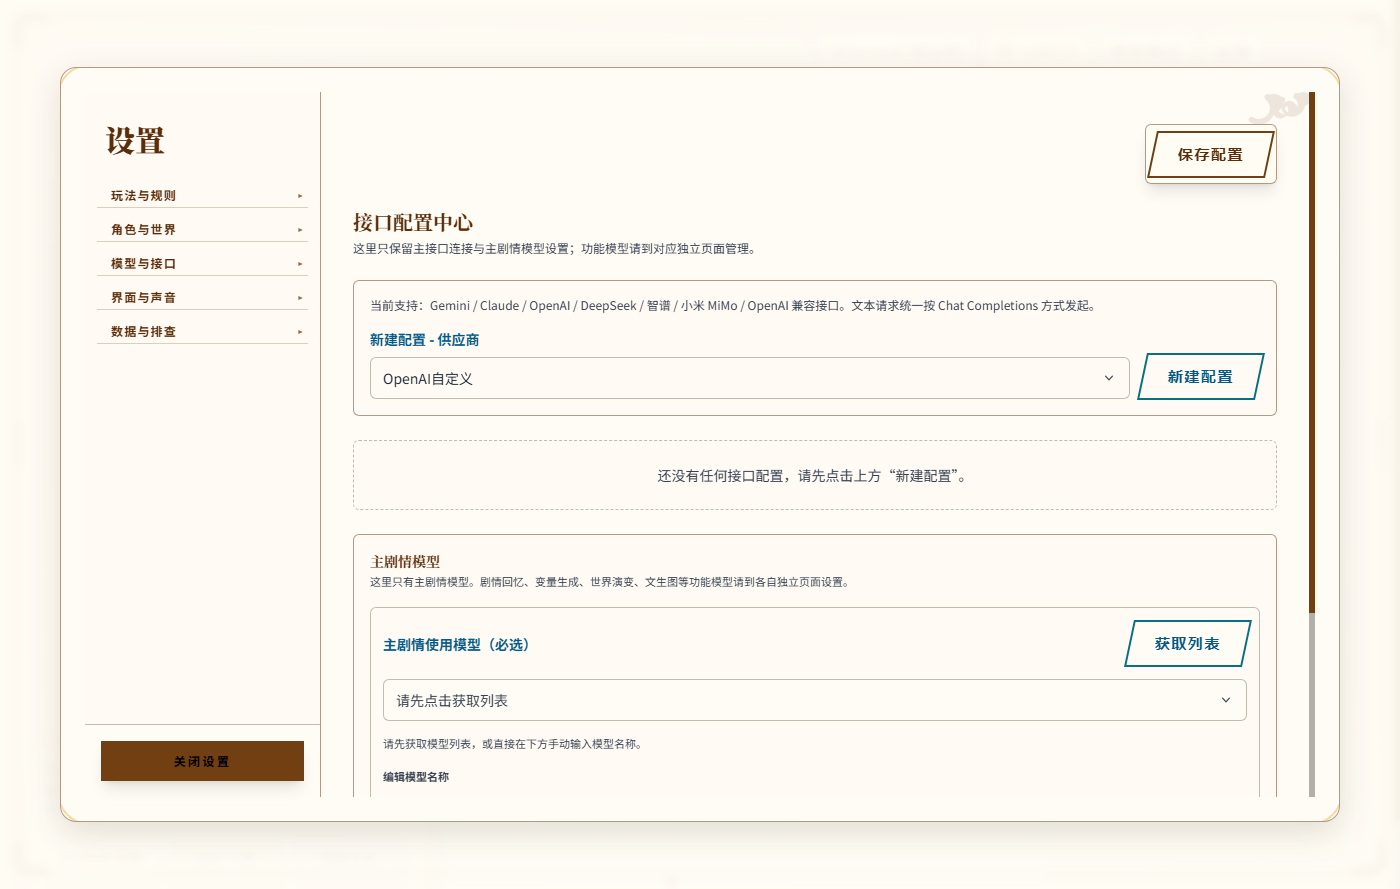 设置
玩法与规则
角色与世界
模型与接口
界面与声音
数据与排查
关闭设置
保存配置
接口配置中心
这里只保留主接口连接与主剧情模型设置；功能模型请到对应独立页面管理。
当前支持：Gemini / Claude / OpenAI / DeepSeek / 智谱 / 小米 MiMo / OpenAI 兼容接口。文本请求统一按 Chat Completions 方式发起。
新建配置 - 供应商
OpenAI自定义
新建配置
还没有任何接口配置，请先点击上方“新建配置”。
主剧情模型
这里只有主剧情模型。剧情回忆、变量生成、世界演变、文生图等功能模型请到各自独立页面设置。
主剧情使用模型（必选）
获取列表
请先点击获取列表
请先获取模型列表，或直接在下方手动输入模型名称。
编辑模型名称